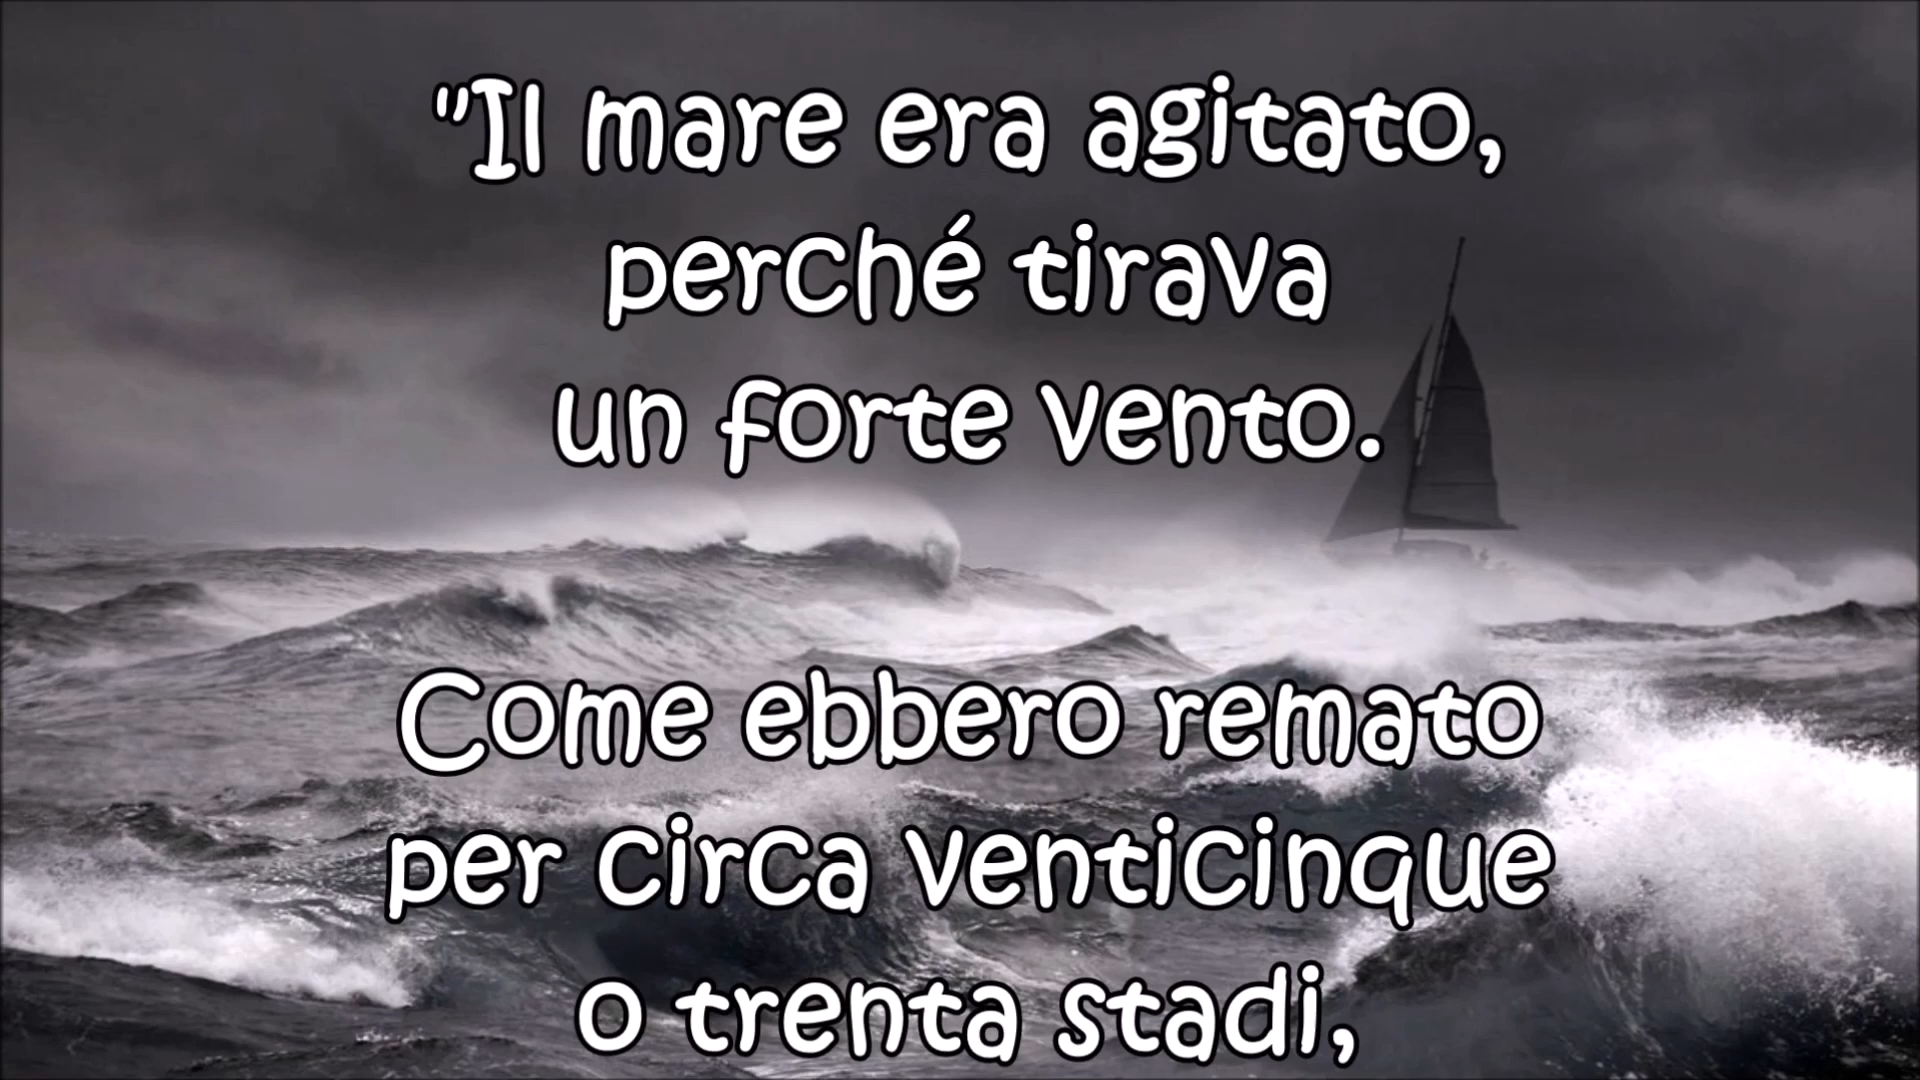 "Il mare era agitato,
perché tirava
un forte vento.
Come ebbero remato
per circa venticinque
o trenta stadi,